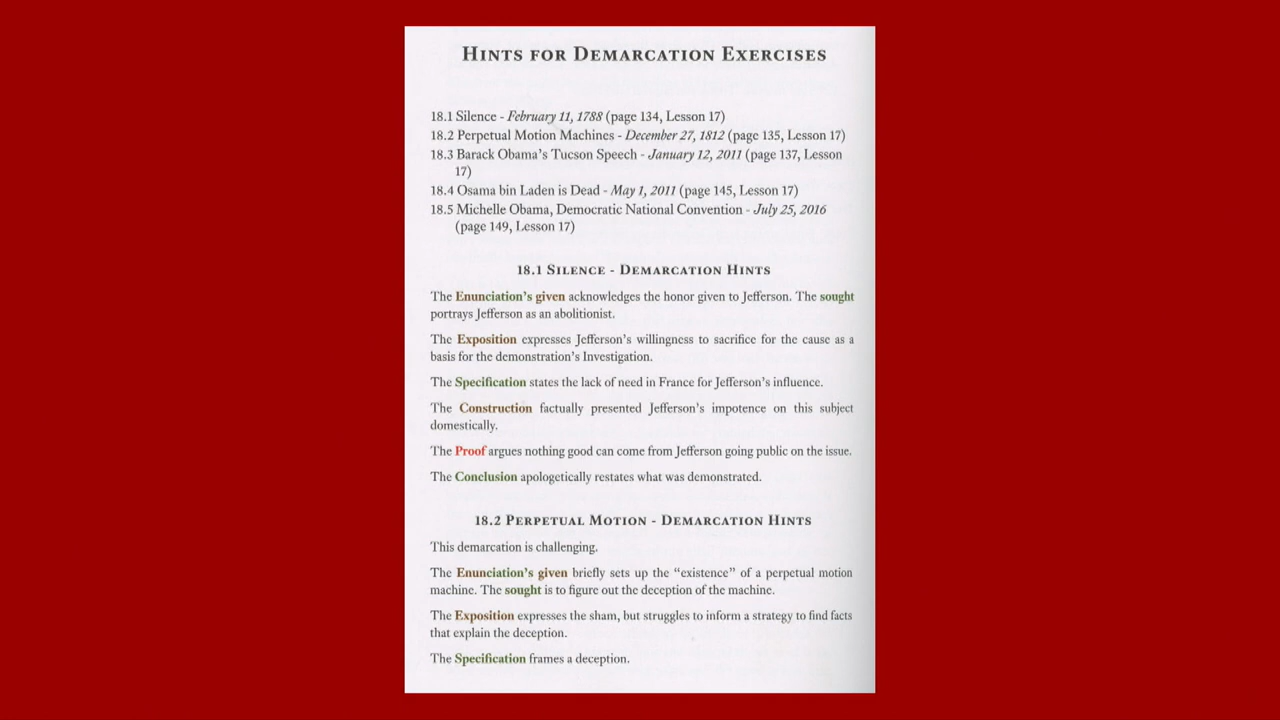 Hints for Demarcation Exercises
18.1 Silence - February 11, 1788 (page 134, Lesson 17)
18.2 Perpetual Motion Machines - December 27, 1812 (page 135, Lesson 17)
18.3 Barack Obama's Tucson Speech - January 12, 2011 (page 137, Lesson
17)
18.4 Osama bin Laden is Dead - May 1, 2011 (page 145, Lesson 17)
18.5 Michelle Obama, Democratic National Convention - July 25, 2016
(page 149, Lesson 17)
18.1 Silence - Demarcation Hints
The Enunciation's given acknowledges the honor given to Jefferson. The sought
portrays Jefferson as an abolitionist.
The Exposition expresses Jefferson's willingness to sacrifice for the cause as a
basis for the demonstration's Investigation.
The Specification states the lack of need in France for Jefferson's influence.
The Construction factually presented Jefferson's impotence on this subject
domestically.
The Proof argues nothing good can come from Jefferson going public on the issue.
The Conclusion apologetically restates what was demonstrated.
18.2 Perpetual Motion - Demarcation Hints
This demarcation is challenging.
The Enunciation's given briefly sets up the “existence” of a perpetual motion
machine. The sought is to figure out the deception of the machine.
The Exposition expresses the sham, but struggles to inform a strategy to find facts
that explain the deception.
The Specification frames a deception.